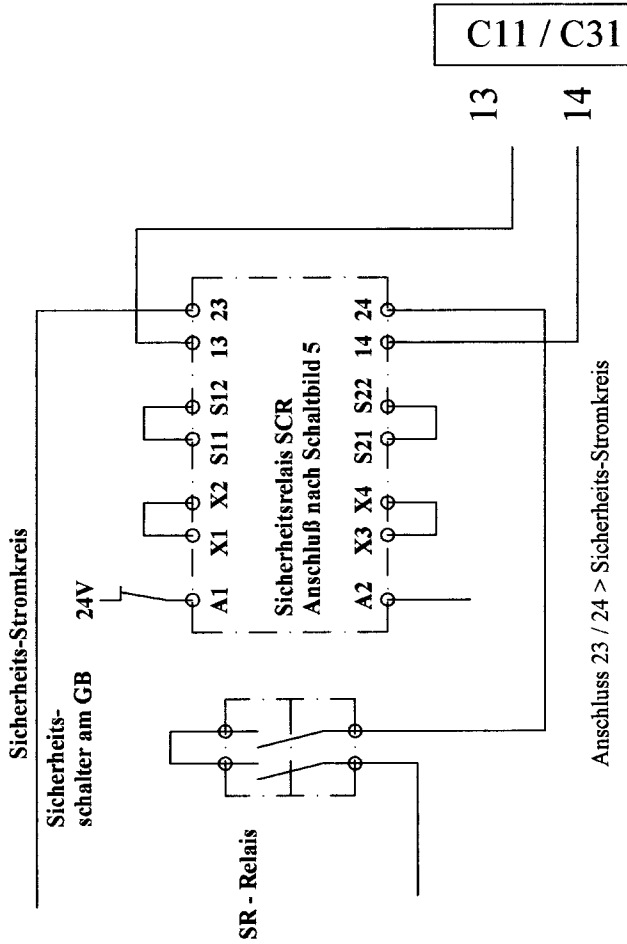 C11 / C31
13
14
Sicherheits-Stromkreis
Sicherheits-
schalter am GB
24V
A1 X1 X2 S11 S12 13 23
Sicherheitsrelais SCR
Anschluß nach Schaltbild 5
A2 X3 X4 S21 S22 14 24
SR - Relais
Anschluss 23 / 24 > Sicherheits-Stromkreis